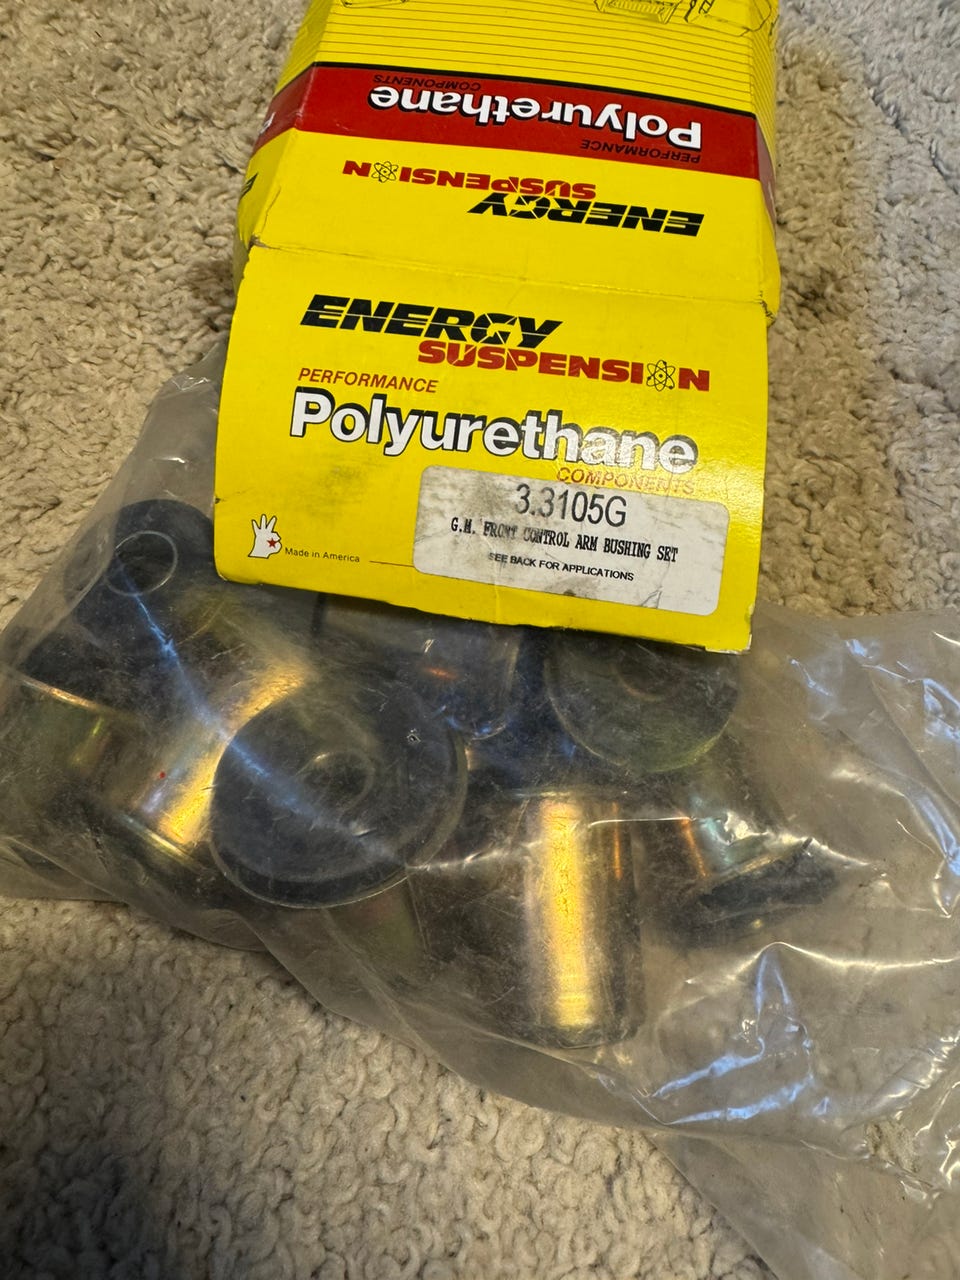 Polyurethane
COMPONENTS
PERFORMANCE
ENERGY
SUSPENSION
ENERGY
SUSPENSION
PERFORMANCE
Polyurethane
COMPONENTS
3.3105G
G.M. FRONT CONTROL ARM BUSHING SET
SEE BACK FOR APPLICATIONS
Made in America